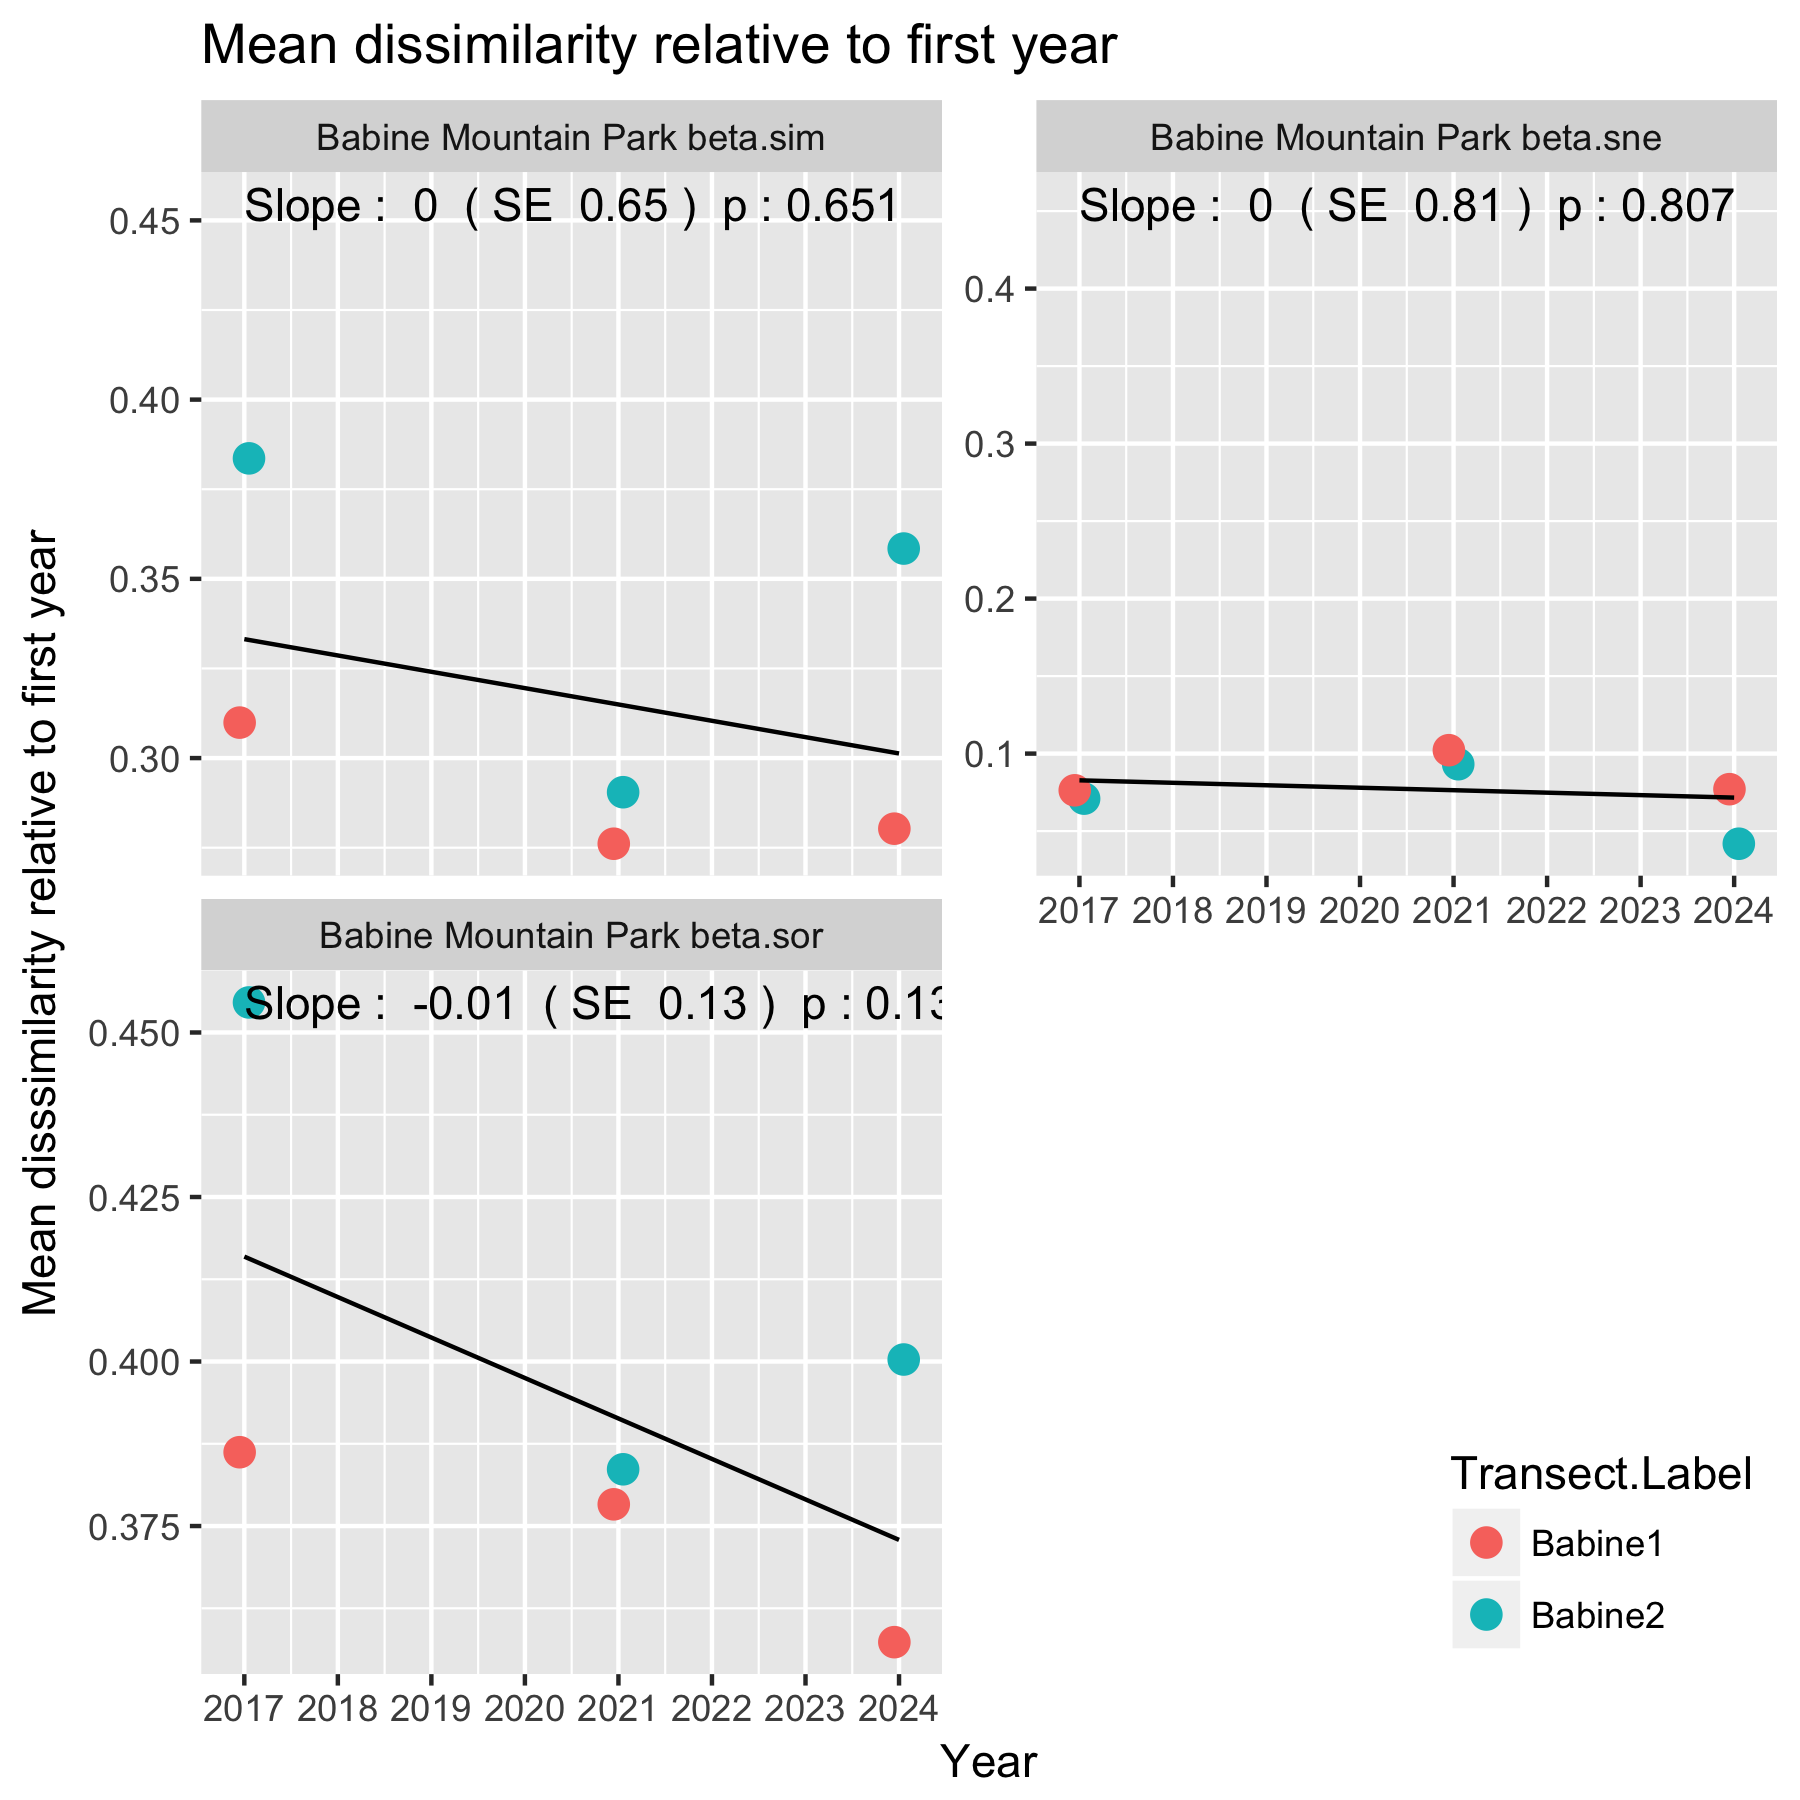 Mean dissimilarity relative to first year
Babine Mountain Park beta.sim
Slope :  0  ( SE  0.65 )  p : 0.651
0.45
0.40
0.35
0.30
Babine Mountain Park beta.sne
Slope :  0  ( SE  0.81 )  p : 0.807
0.4
0.3
0.2
0.1
2017 2018 2019 2020 2021 2022 2023 2024
Babine Mountain Park beta.sor
Slope :  -0.01  ( SE  0.13 )  p : 0.13
0.450
0.425
0.400
0.375
2017 2018 2019 2020 2021 2022 2023 2024
Year
Mean disssimilarity relative to first year
Transect.Label
Babine1
Babine2